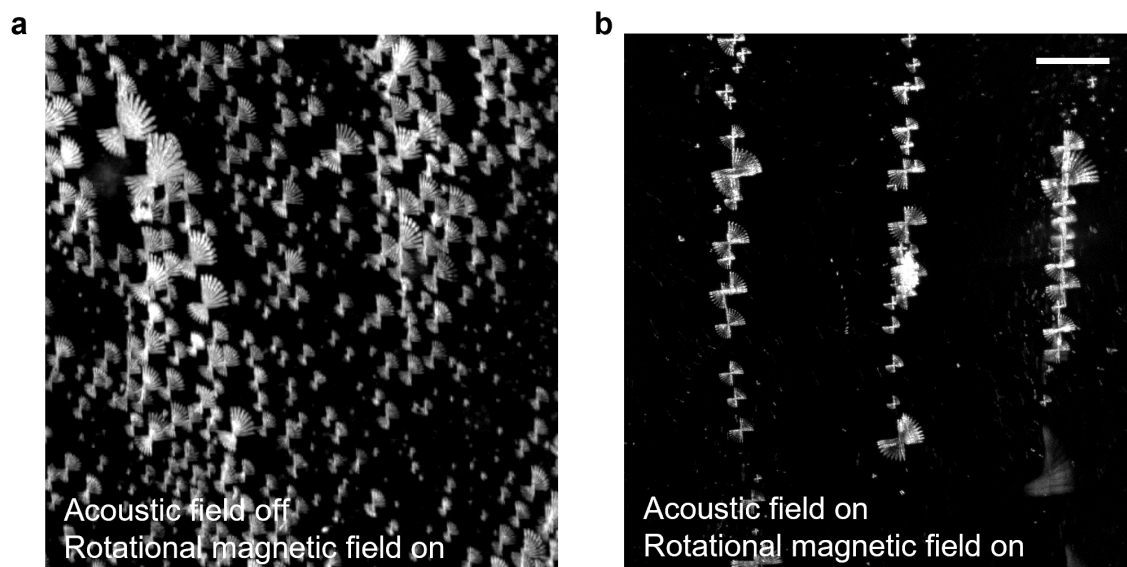 a
b
Acoustic field off
Rotational magnetic field on
Acoustic field on
Rotational magnetic field on